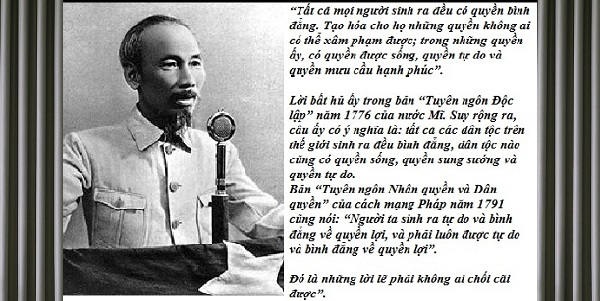 “Tất cả mọi người sinh ra đều có quyền bình
đẳng. Tạo hóa cho họ những quyền không ai
có thể xâm phạm được; trong những quyền
ấy, có quyền được sống, quyền tự do và
quyền mưu cầu hạnh phúc”.
Lời bất hủ ấy trong bản “Tuyên ngôn Độc
lập” năm 1776 của nước Mĩ. Suy rộng ra,
câu ấy có ý nghĩa là: tất cả các dân tộc trên
thế giới sinh ra đều bình đẳng, dân tộc nào
cũng có quyền sống, quyền sung sướng và
quyền tự do.
Bản “Tuyên ngôn Nhân quyền và Dân
quyền” của cách mạng Pháp năm 1791
cũng nói: “Người ta sinh ra tự do và bình
đẳng về quyền lợi, và phải luôn được tự do
và bình đẳng về quyền lợi”.
Đó là những lời lẽ phải không ai chối cãi
được”.